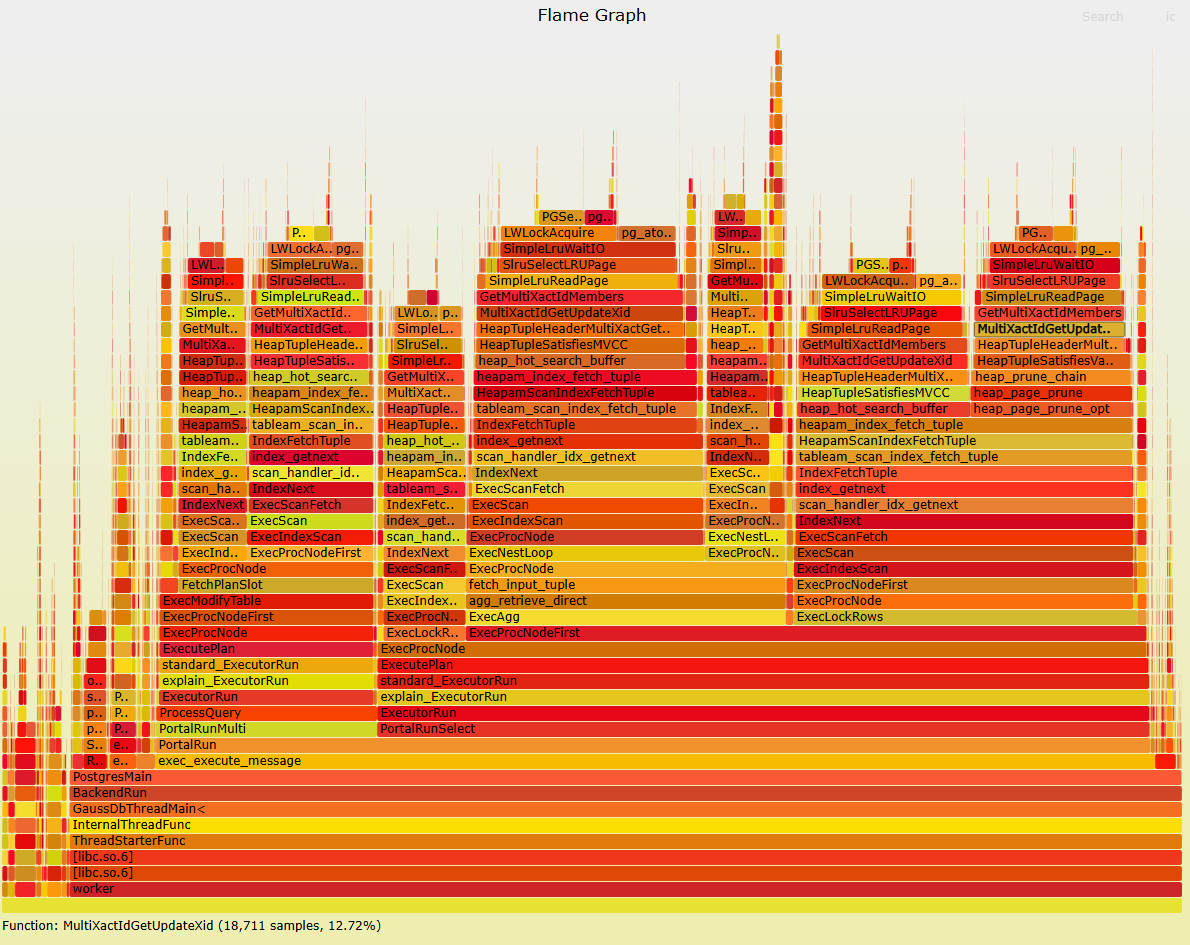 Flame Graph
Search ic
PGSe.. pg.. LW..
P.. LWLockAcquire pg_ato.. Simp.. PG..
LWLockA.. pg.. SimpleLruWaitIO Slru.. LWLockAcqu.. pg_..
LWL.. SimpleLruWa.. SlruSelectLRUPage Simpl.. PGS.. p.. SimpleLruWaitIO
Simpl.. SlruSelectL.. SimpleLruReadPage GetMu.. LWLockAcqu.. pg_a.. SlruSelectLRUPage
SlruS.. SimpleLruRead.. GetMultiXactIdMembers Multi.. SimpleLruWaitIO SimpleLruReadPage
Simple.. GetMultiXactId.. LWLo.. p.. MultiXactIdGetUpdateXid HeapT.. SlruSelectLRUPage GetMultiXactIdMembers
GetMult.. MultiXactIdGet.. SimpleL.. HeapTupleHeaderMultiXactGet.. HeapT.. SimpleLruReadPage MultiXactIdGetUpdat..
MultiXa.. HeapTupleHeade.. SlruSel.. HeapTupleSatisfiesMVCC heap_.. GetMultiXactIdMembers HeapTupleHeaderMult..
HeapTup.. HeapTupleSatis.. SimpleLr.. heap_hot_search_buffer heapam.. MultiXactIdGetUpdateXid HeapTupleSatisfiesVa..
HeapTup.. heap_hot_searc.. GetMultiX.. heapam_index_fetch_tuple Heapam.. HeapTupleHeaderMultiX.. heap_prune_chain
heap_ho.. heapam_index_fe.. MultXact.. HeapamScanIndexFetchTuple tablea.. HeapTupleSatisfiesMVCC heap_page_prune
heapam_.. HeapamScanIndex.. HeapTuple.. tableam_scan_index_fetch_tuple IndexF.. heap_hot_search_buffer heap_page_prune_opt
HeapamS.. tableam_scan_in.. HeapTuple.. IndexFetchTuple index_.. heapam_index_fetch_tuple
tableam.. IndexFetchTuple heap_hot_.. index_getnext scan_h.. HeapamScanIndexFetchTuple
IndexFe.. index_getnext heapam_in.. scan_handler_idx_getnext IndexN.. tableam_scan_index_fetch_tuple
index_g.. scan_handler_id.. HeapamSca.. IndexNext ExecSc.. IndexFetchTuple
scan_ha.. IndexNext tableam_s.. ExecScanFetch ExecScan index_getnext
IndexNext ExecScanFetch IndexFetc.. ExecScan ExecIn.. scan_handler_idx_getnext
ExecSca.. ExecScan index_get.. ExecIndexScan ExecProcN.. IndexNext
ExecScan ExecIndexScan scan_hand.. ExecProcNode ExecNestL.. ExecScanFetch
ExecInd.. ExecProcNodeFirst IndexNext ExecNestLoop ExecProcN.. ExecScan
ExecProcNode ExecScanF.. ExecProcNode ExecIndexScan
FetchPlanSlot ExecScan fetch_input_tuple ExecProcNodeFirst
ExecModifyTable ExecIndex.. agg_retrieve_direct ExecProcNode
ExecProcNodeFirst ExecProcN.. ExecAgg ExecLockRows
ExecProcNode ExecLockR.. ExecProcNodeFirst
ExecutePlan ExecProcNode
standard_ExecutorRun ExecutePlan
o.. explain_ExecutorRun standard_ExecutorRun
s.. P.. ExecutorRun explain_ExecutorRun
p.. P.. ProcessQuery ExecutorRun
p.. P.. PortalRunMulti PortalRunSelect
S.. e.. PortalRun
R.. e.. exec_execute_message
PostgresMain
BackendRun
GaussDbThreadMain<
InternalThreadFunc
ThreadStarterFunc
[libc.so.6]
[libc.so.6]
worker
Function: MultiXactIdGetUpdateXid (18,711 samples, 12.72%)